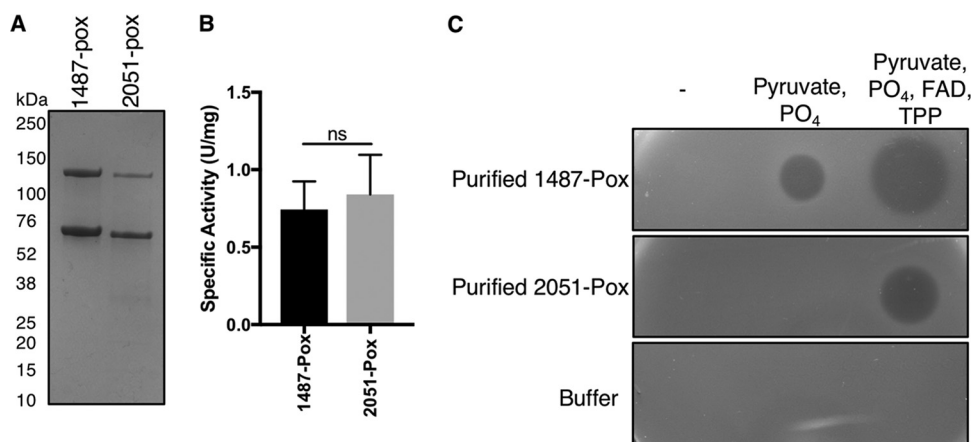 A
1487-pox
2051-pox
kDa
250
150
100
76
52
38
25
20
15
10
B
Specific Activity (U/mg)
1.5
1.0
0.5
0.0
ns
1487-Pox
2051-Pox
C
-
Pyruvate,
PO4
Pyruvate,
PO4, FAD,
TPP
Purified 1487-Pox
Purified 2051-Pox
Buffer